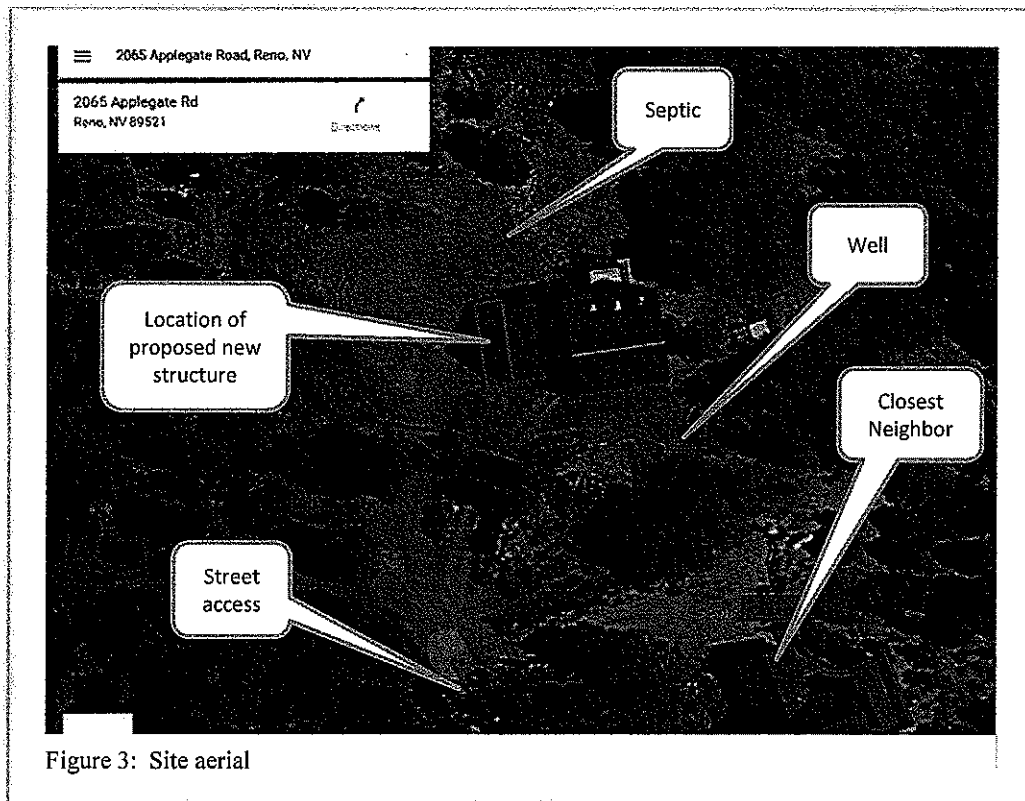 2065 Applegate Road, Reno, NV
2065 Applegate Rd
Reno, NV 89521
Directions
Septic
Well
Location of
proposed new
structure
Closest
Neighbor
Street
access
Figure 3: Site aerial